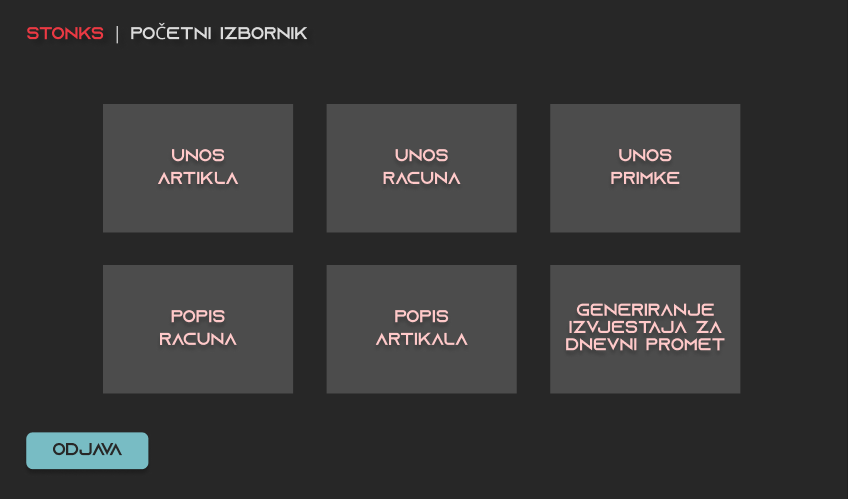 STONKS | POČETNI IZBORNIK
UNOS
ARTIKLA
UNOS
RACUNA
UNOS
PRIMKE
POPIS
RACUNA
POPIS
ARTIKALA
GENERIRANJE
IZVJESTAJA ZA
DNEVNI PROMET
ODJAVA